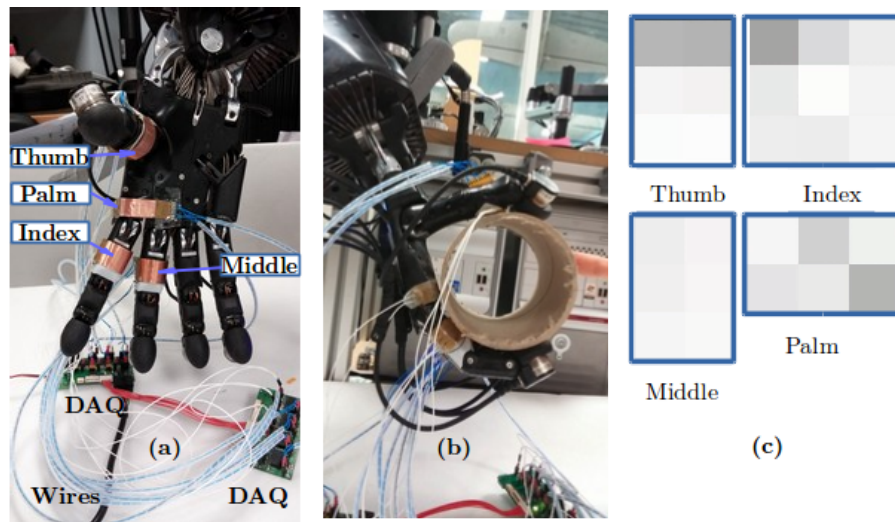 Thumb
Palm
Index
Middle
DAQ
(a)
Wires
DAQ
(b)
Thumb
Index
Middle
Palm
(c)